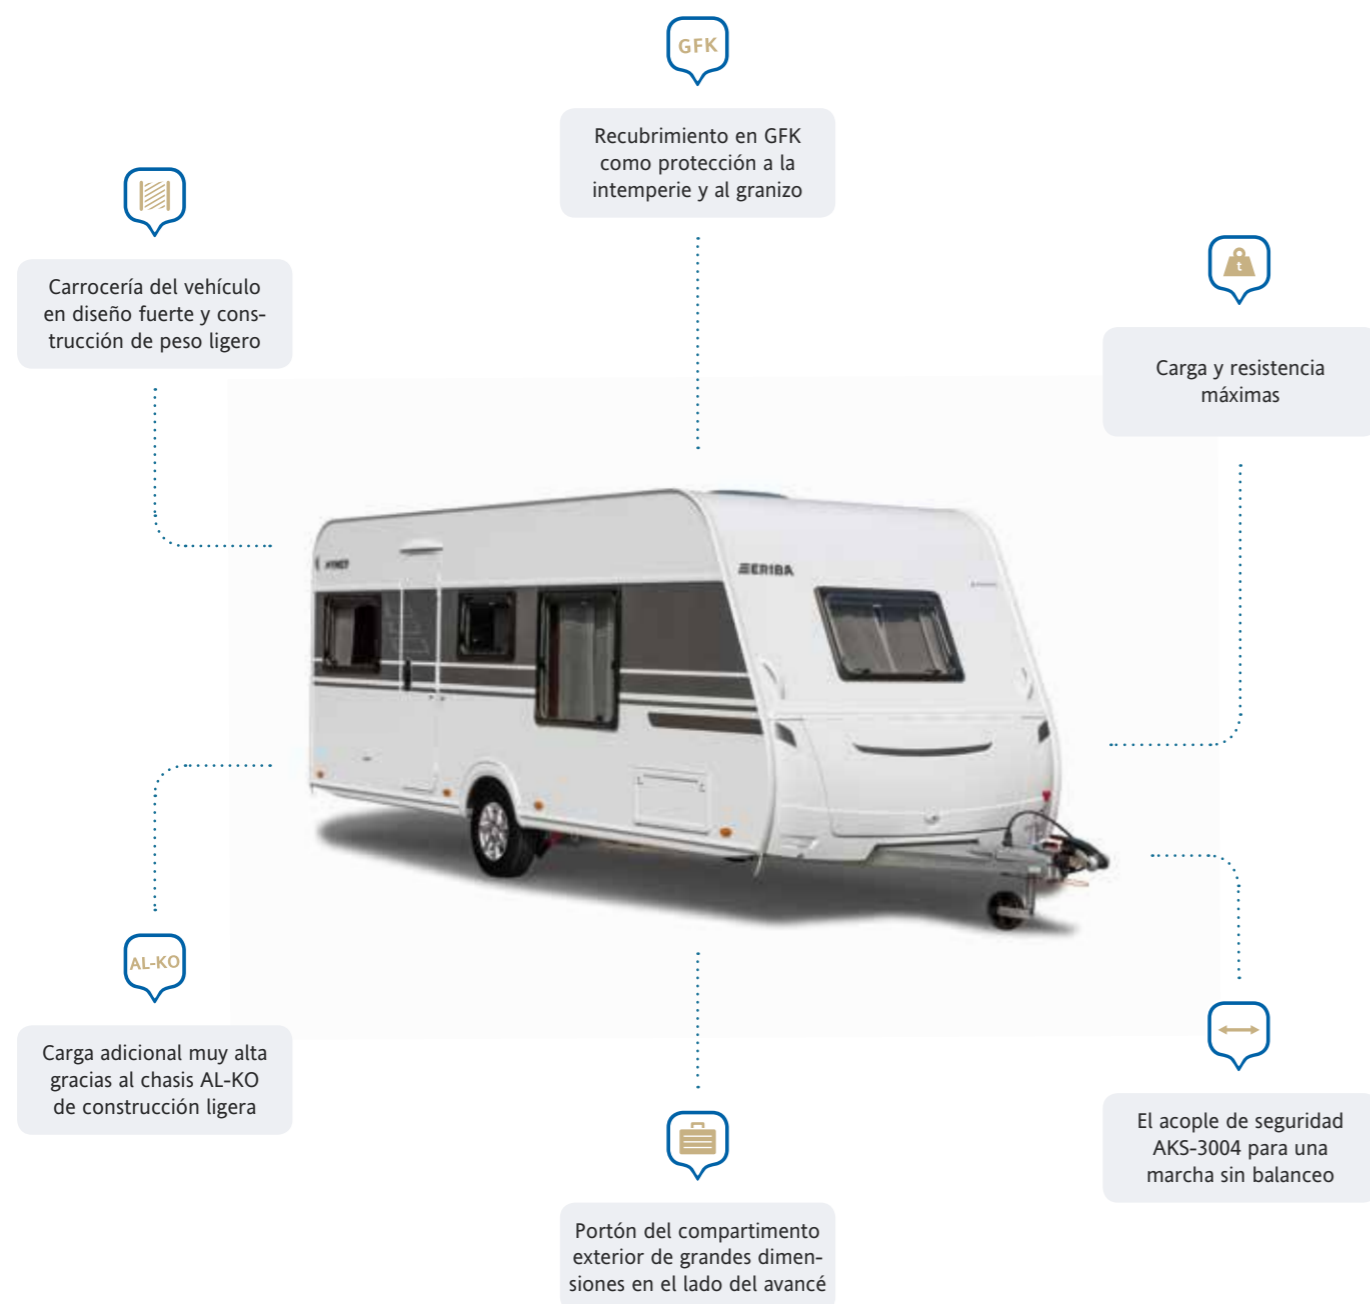 GFK
Recubrimiento en GFK
como protección a la
intemperie y al granizo
Carrocería del vehículo
en diseño fuerte y cons-
trucción de peso ligero
t
Carga y resistencia
máximas
HYMER
ERIBA
AL-KO
Carga adicional muy alta
gracias al chasis AL-KO
de construcción ligera
El acople de seguridad
AKS-3004 para una
marcha sin balanceo
Portón del compartimento
exterior de grandes dimen-
siones en el lado del avancé